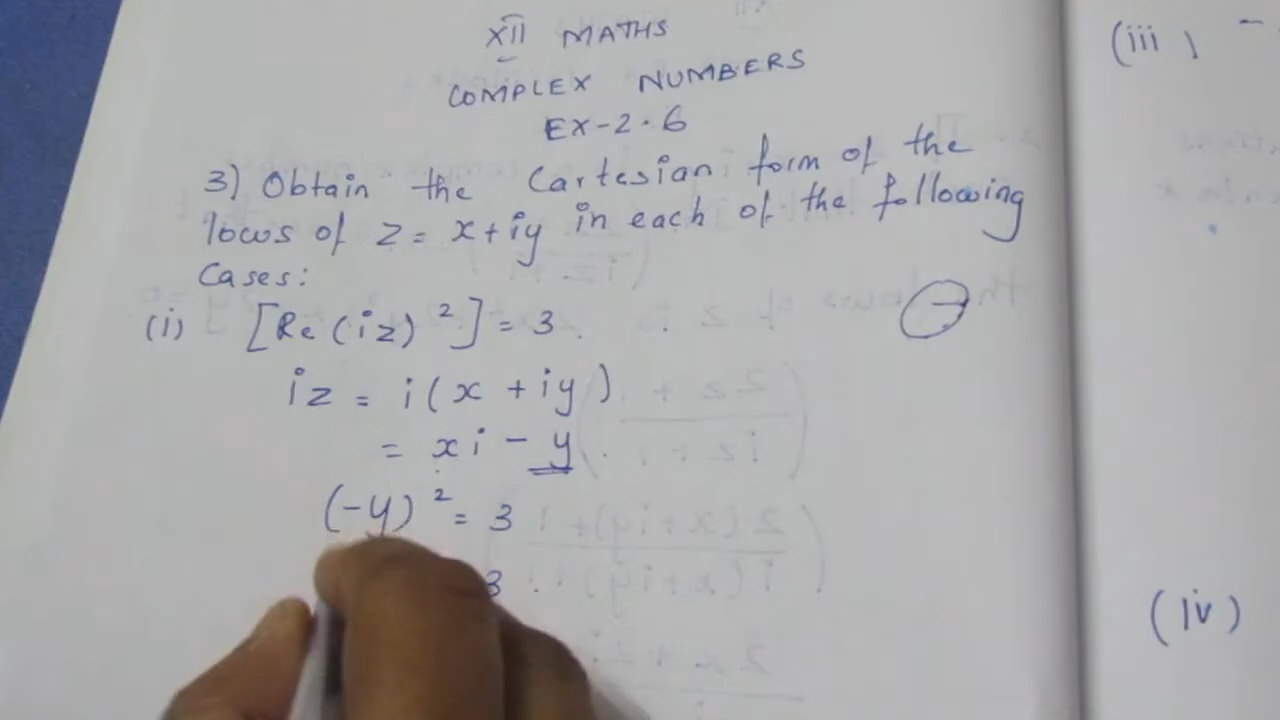 XII MATHS
COMPLEX NUMBERS
EX-2.6
3) Obtain the Cartesian form of the
locus of z = x+iy in each of the following
Cases:
(i) [Re(iz)²] = 3.
iz = i(x + iy)
= xi - y
(-y)² = 3
3
(iii)
(iv)